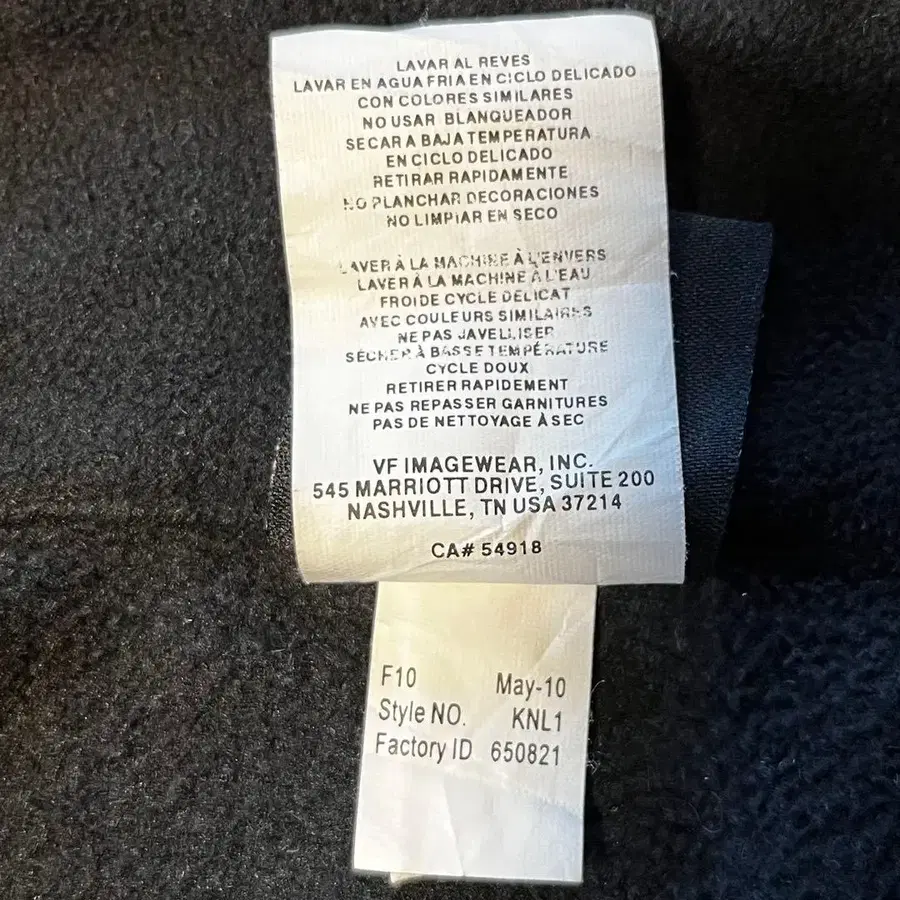 LAVAR AL REVES
LAVAR EN AGUA FRIA EN CICLO DELICADO
CON COLORES SIMILARES
NO USAR BLANQUEADOR
SECAR A BAJA TEMPERATURA
EN CICLO DELICADO
RETIRAR RAPIDAMENTE
NO PLANCHAR DECORACIONES
NO LIMPIAR EN SECO
LAVER À LA MACHINE À L'ENVERS
LAVER À LA MACHINE À L'EAU
FROIDE CYCLE DELICAT
AVEC COULEURS SIMILAIRES
NE PAS JAVELLISER
SÉCHER À BASSE TEMPÉRATURE
CYCLE DOUX
RETIRER RAPIDEMENT
NE PAS REPASSER GARNITURES
PAS DE NETTOYAGE À SEC
VF IMAGEWEAR, INC.
545 MARRIOTT DRIVE, SUITE 200
NASHVILLE, TN USA 37214
CA# 54918
F10 May-10
Style NO. KNL1
Factory ID 650821